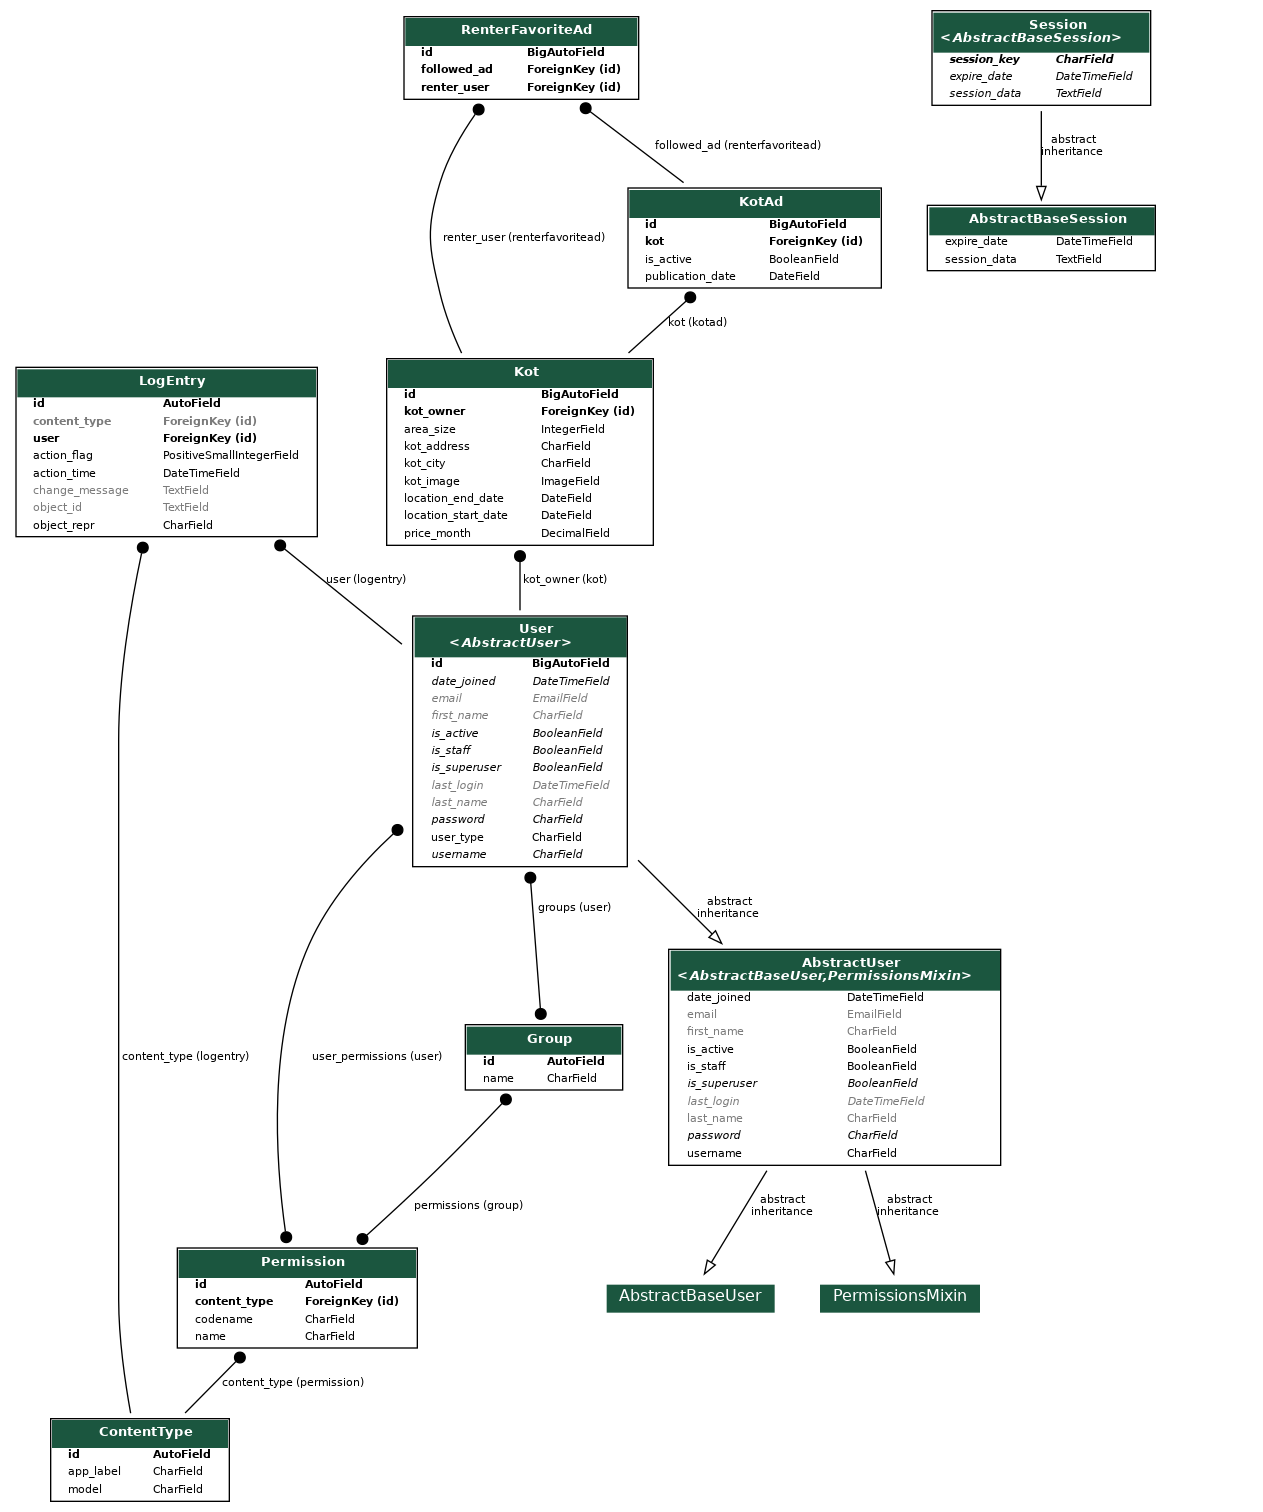 RenterFavoriteAd
id BigAutoField
followed_ad ForeignKey (id)
renter_user ForeignKey (id)
Session
<AbstractBaseSession>
session_key CharField
expire_date DateTimeField
session_data TextField
followed_ad (renterfavoritead)
abstract
inheritance
KotAd
id BigAutoField
kot ForeignKey (id)
is_active BooleanField
publication_date DateField
AbstractBaseSession
expire_date DateTimeField
session_data TextField
renter_user (renterfavoritead)
kot (kotad)
LogEntry
id AutoField
content_type ForeignKey (id)
user ForeignKey (id)
action_flag PositiveSmallIntegerField
action_time DateTimeField
change_message TextField
object_id TextField
object_repr CharField
Kot
id BigAutoField
kot_owner ForeignKey (id)
area_size IntegerField
kot_address CharField
kot_city CharField
kot_image ImageField
location_end_date DateField
location_start_date DateField
price_month DecimalField
user (logentry)
kot_owner (kot)
User
<AbstractUser>
id BigAutoField
date_joined DateTimeField
email EmailField
first_name CharField
is_active BooleanField
is_staff BooleanField
is_superuser BooleanField
last_login DateTimeField
last_name CharField
password CharField
user_type CharField
username CharField
groups (user)
abstract
inheritance
AbstractUser
<AbstractBaseUser,PermissionsMixin>
date_joined DateTimeField
email EmailField
first_name CharField
is_active BooleanField
is_staff BooleanField
is_superuser BooleanField
last_login DateTimeField
last_name CharField
password CharField
username CharField
content_type (logentry)
user_permissions (user)
Group
id AutoField
name CharField
permissions (group)
abstract
inheritance
abstract
inheritance
Permission
id AutoField
content_type ForeignKey (id)
codename CharField
name CharField
AbstractBaseUser
PermissionsMixin
content_type (permission)
ContentType
id AutoField
app_label CharField
model CharField